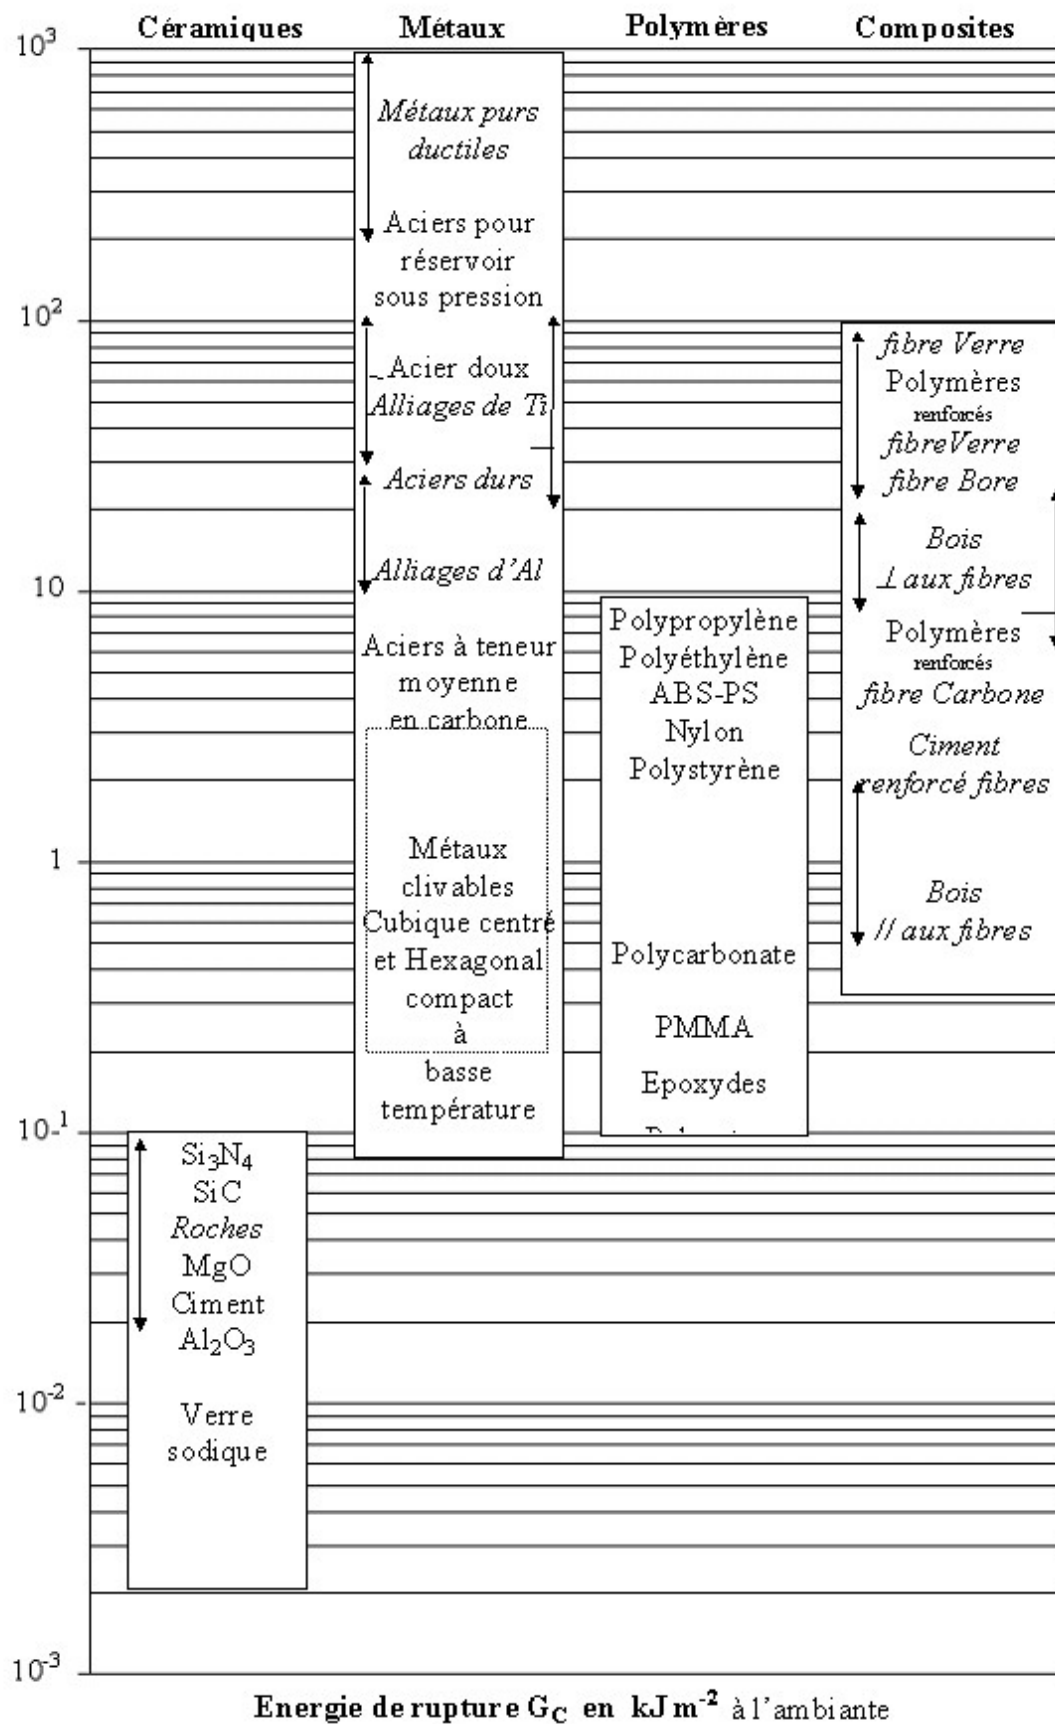 Céramiques
Métaux
Polymères
Composites
10³
10²
10
1
10⁻¹
10⁻²
10⁻³
Si₃N₄
SiC
Roches
MgO
Ciment
Al₂O₃
Verre
sodique
Métaux purs
ductiles
Aciers pour
réservoir
sous pression
Acier doux
Alliages de Ti
Aciers durs
Alliages d'Al
Aciers à teneur
moyenne
en carbone
Métaux
clivables
Cubique centré
et Hexagonal
compact
à
basse
température
Polypropylène
Polyéthylène
ABS-PS
Nylon
Polystyrène
Polycarbonate
PMMA
Epoxydes
fibre Verre
Polymères
renforcés
fibreVerre
fibre Bore
Bois
⊥ aux fibres
Polymères
renforcés
fibre Carbone
Ciment
renforcé fibres
Bois
// aux fibres
Energie de rupture G_C en kJ m⁻² à l'ambiante